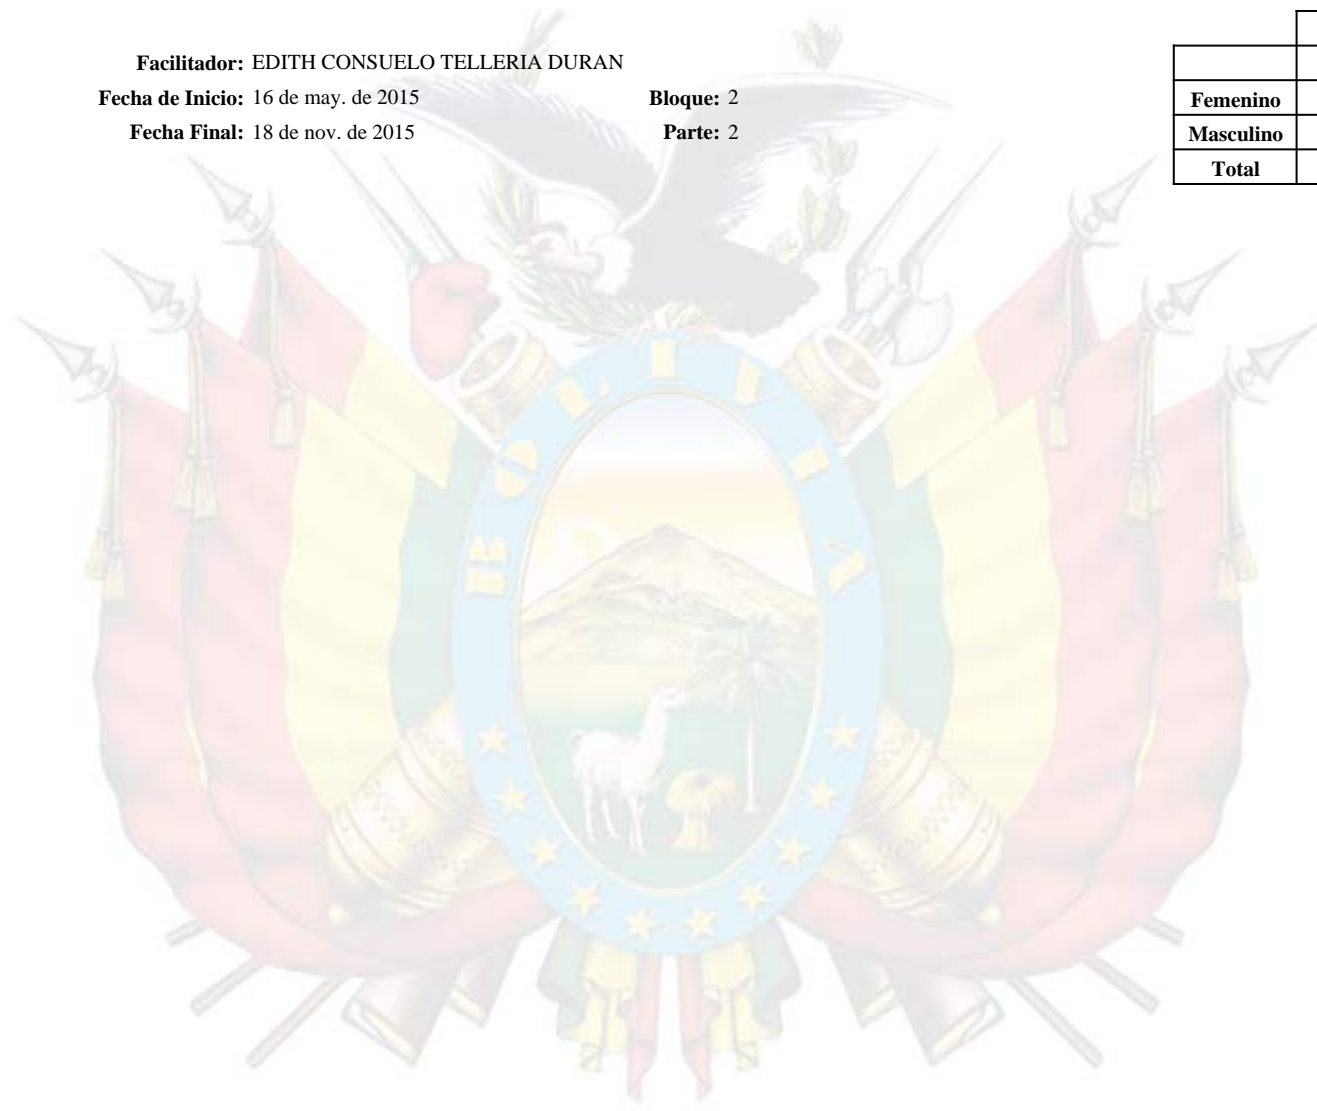 Facilitador: EDITH CONSUELO TELLERIA DURAN
Fecha de Inicio: 16 de may. de 2015 Bloque: 2
Fecha Final: 18 de nov. de 2015 Parte: 2
Femenino
Masculino
Total
BOLIVIA